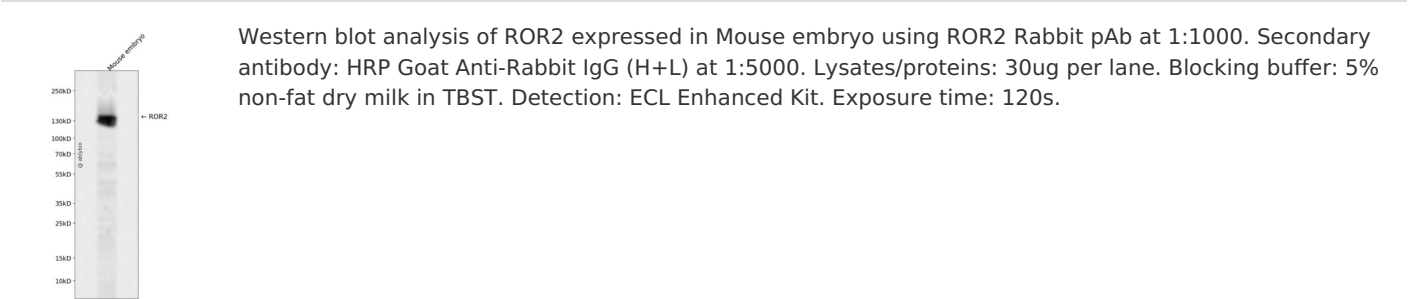 Mouse embryo
250kD
130kD
100kD
70kD
55kD
35kD
25kD
15kD
10kD
← ROR2
Western blot analysis of ROR2 expressed in Mouse embryo using ROR2 Rabbit pAb at 1:1000. Secondary
antibody: HRP Goat Anti-Rabbit IgG (H+L) at 1:5000. Lysates/proteins: 30ug per lane. Blocking buffer: 5%
non-fat dry milk in TBST. Detection: ECL Enhanced Kit. Exposure time: 120s.